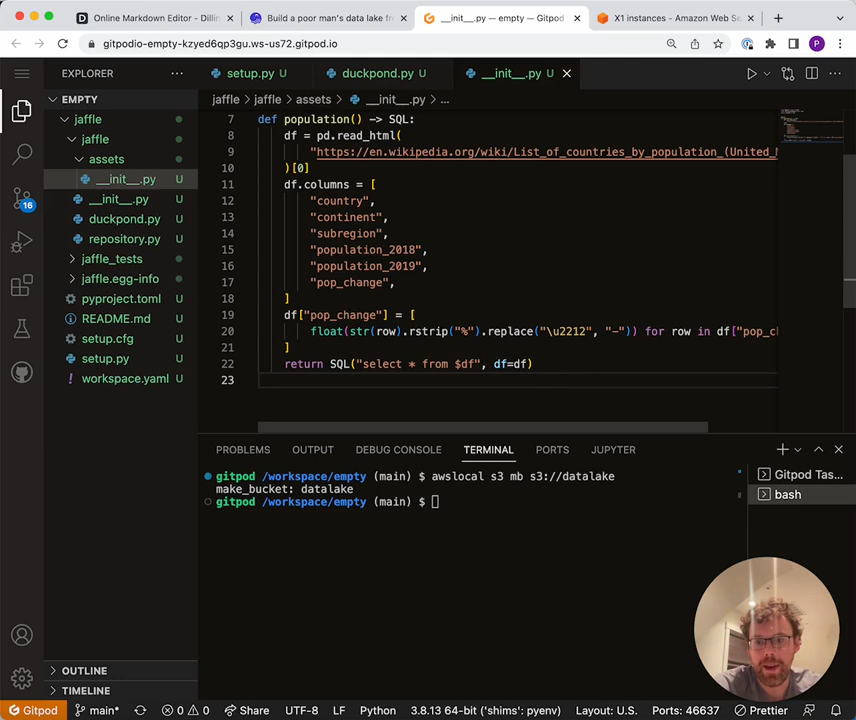 Online Markdown Editor - Dillin
Build a poor man's data lake fr
__init__.py — empty — Gitpod
X1 instances - Amazon Web Se
gitpodio-empty-kzyed6qp3gu.ws-us72.gitpod.io
P
EXPLORER
setup.py U
duckpond.py U
__init__.py U
EMPTY
jaffle > jaffle > assets > __init__.py > ...
jaffle
jaffle
assets
__init__.py U
__init__.py U
duckpond.py U
repository.py U
jaffle_tests
jaffle.egg-info
pyproject.toml U
README.md U
setup.cfg U
setup.py U
workspace.yaml U
16
7 def population() -> SQL:
8 df = pd.read_html(
9 "https://en.wikipedia.org/wiki/List_of_countries_by_population_(United_N
10 )[0]
11 df.columns = [
12 "country",
13 "continent",
14 "subregion",
15 "population_2018",
16 "population_2019",
17 "pop_change",
18 ]
19 df["pop_change"] = [
20 float(str(row).rstrip("%").replace("\u2212", "-")) for row in df["pop_ch
21 ]
22 return SQL("select * from $df", df=df)
23
PROBLEMS OUTPUT DEBUG CONSOLE TERMINAL PORTS JUPYTER
gitpod /workspace/empty (main) $ awslocal s3 mb s3://datalake
make_bucket: datalake
gitpod /workspace/empty (main) $
Gitpod Tas...
bash
OUTLINE
TIMELINE
Gitpod main* 0 0 Share UTF-8 LF Python 3.8.13 64-bit ('shims': pyenv) Layout: U.S. Ports: 46637 Prettier